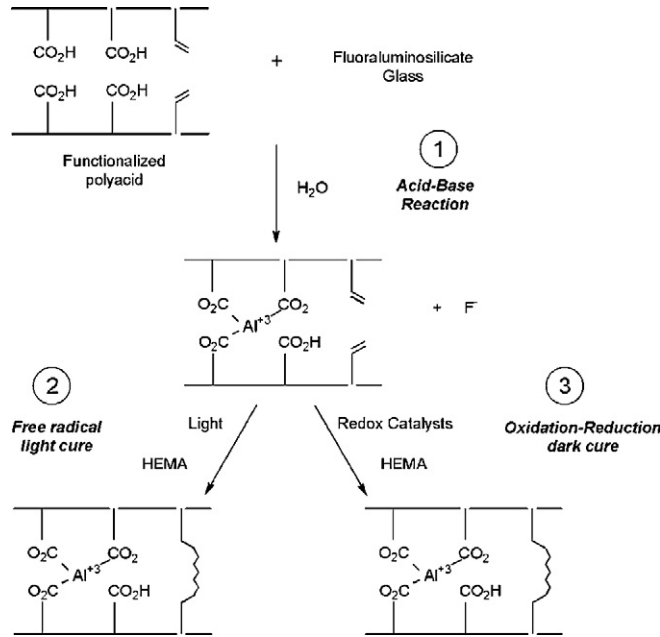 CO₂H CO₂H
+ Fluoraluminosilicate
Glass
CO₂H CO₂H
Functionalized
polyacid
H₂O
1
Acid-Base
Reaction
O₂C CO₂
Al⁺³
O₂C CO₂H
+ F⁻
2
Free radical
light cure
Light
HEMA
Redox Catalysts
HEMA
3
Oxidation-Reduction
dark cure
O₂C CO₂
Al⁺³
O₂C CO₂H
O₂C CO₂
Al⁺³
O₂C CO₂H